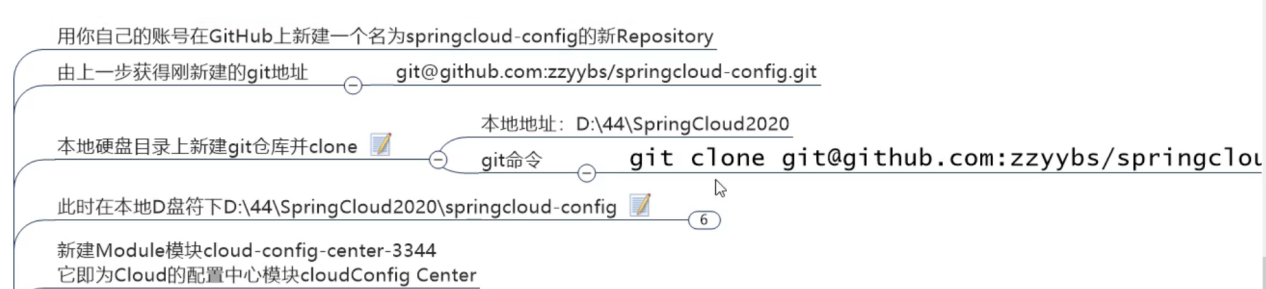 用你自己的账号在GitHub上新建一个名为springcloud-config的新Repository
由上一步获得刚新建的git地址
git@github.com:zzyybs/springcloud-config.git
本地硬盘目录上新建git仓库并clone
本地地址：D:\44\SpringCloud2020
git命令
git clone git@github.com:zzyybs/springclou
此时在本地D盘符下D:\44\SpringCloud2020\springcloud-config
6
新建Module模块cloud-config-center-3344
它即为Cloud的配置中心模块cloudConfig Center